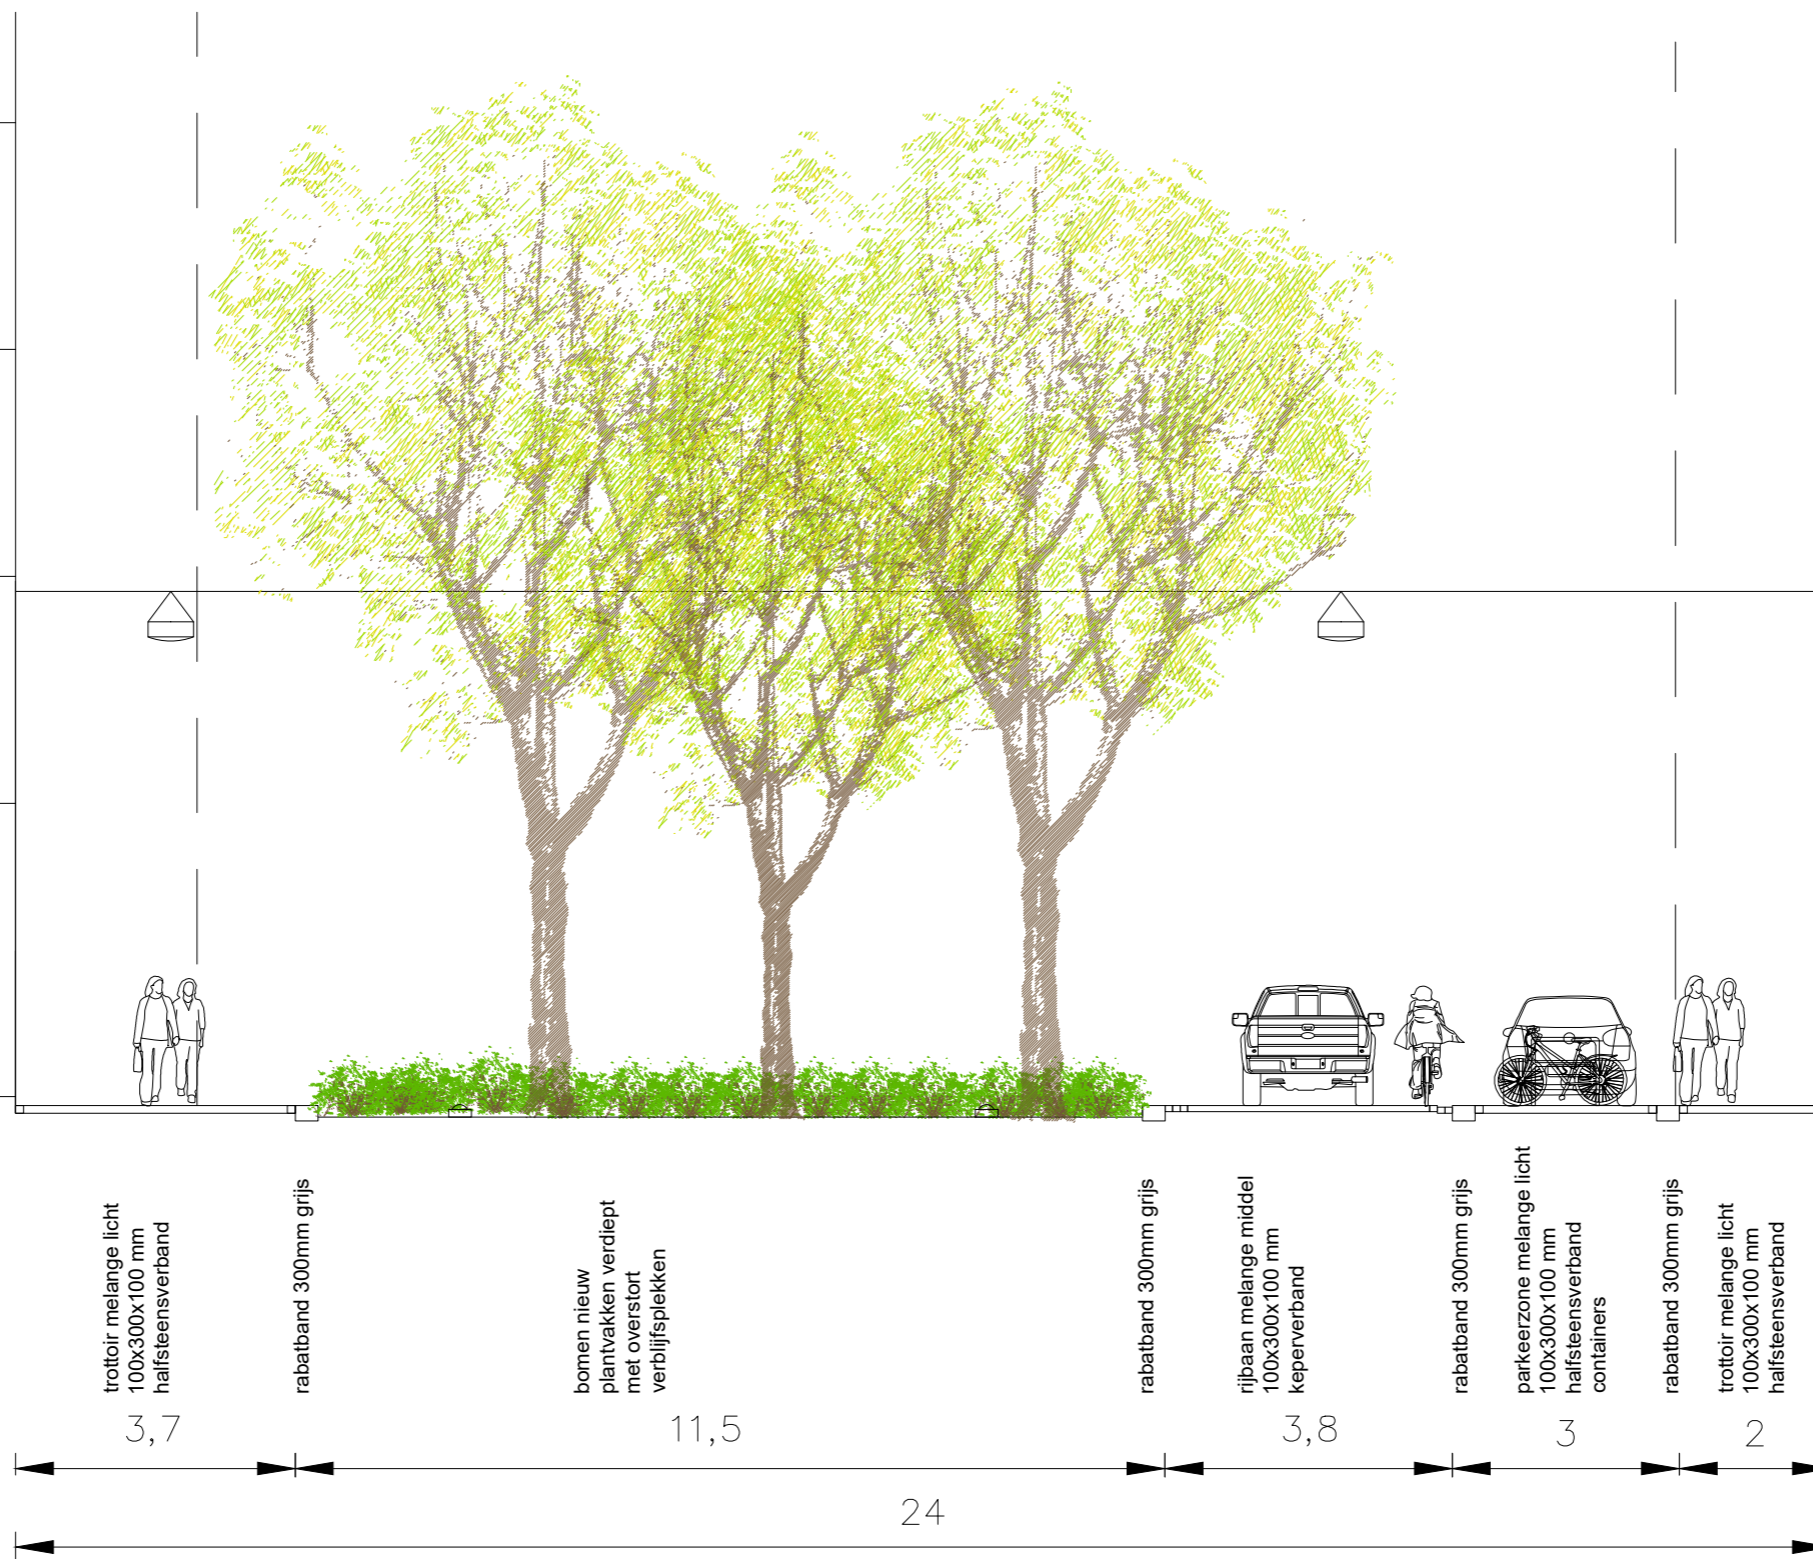 trottoir melange licht
100x300x100 mm
halfsteensverband
rabatband 300mm grijs
bomen nieuw
plantvakken verdiept
met overstort
verblijfsplekken
rabatband 300mm grijs
rijbaan melange middel
100x300x100 mm
keperverband
rabatband 300mm grijs
parkeerzone melange licht
100x300x100 mm
halfsteensverband
containers
rabatband 300mm grijs
trottoir melange licht
100x300x100 mm
halfsteensverband
3,7
11,5
3,8
3
2
24